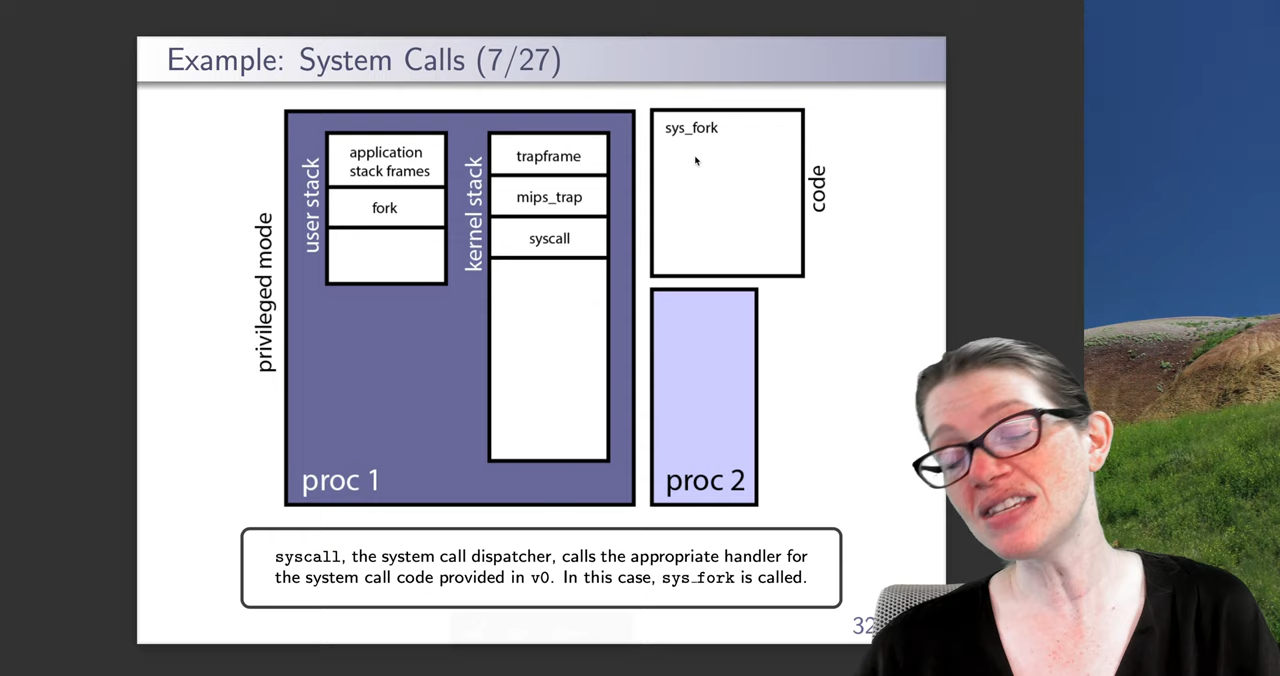 Example: System Calls (7/27)
privileged mode
user stack
application
stack frames
fork
kernel stack
trapframe
mips_trap
syscall
proc 1
sys_fork
code
proc 2
syscall, the system call dispatcher, calls the appropriate handler for
the system call code provided in v0. In this case, sys_fork is called.
32